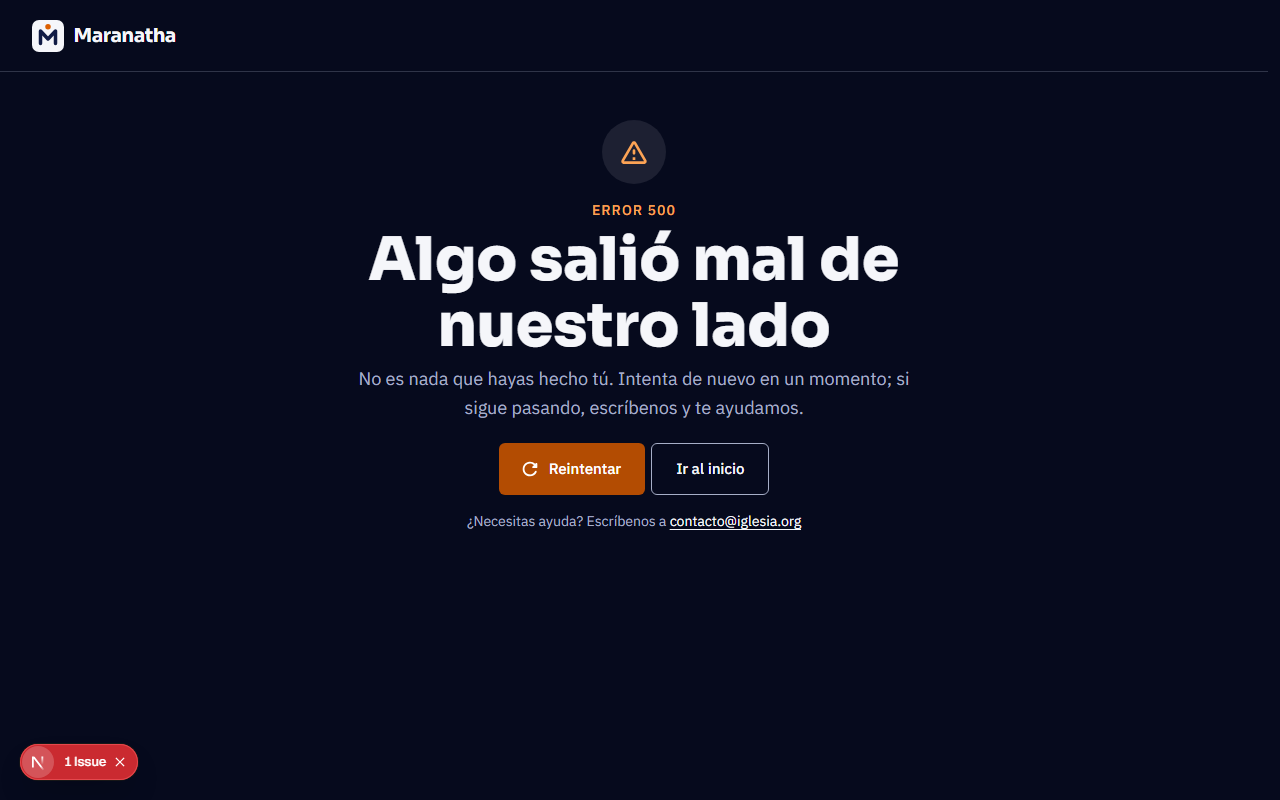 Maranatha
ERROR 500
Algo salió mal de
nuestro lado
No es nada que hayas hecho tú. Intenta de nuevo en un momento; si
sigue pasando, escríbenos y te ayudamos.
Reintentar
Ir al inicio
¿Necesitas ayuda? Escríbenos a contacto@iglesia.org
1 Issue